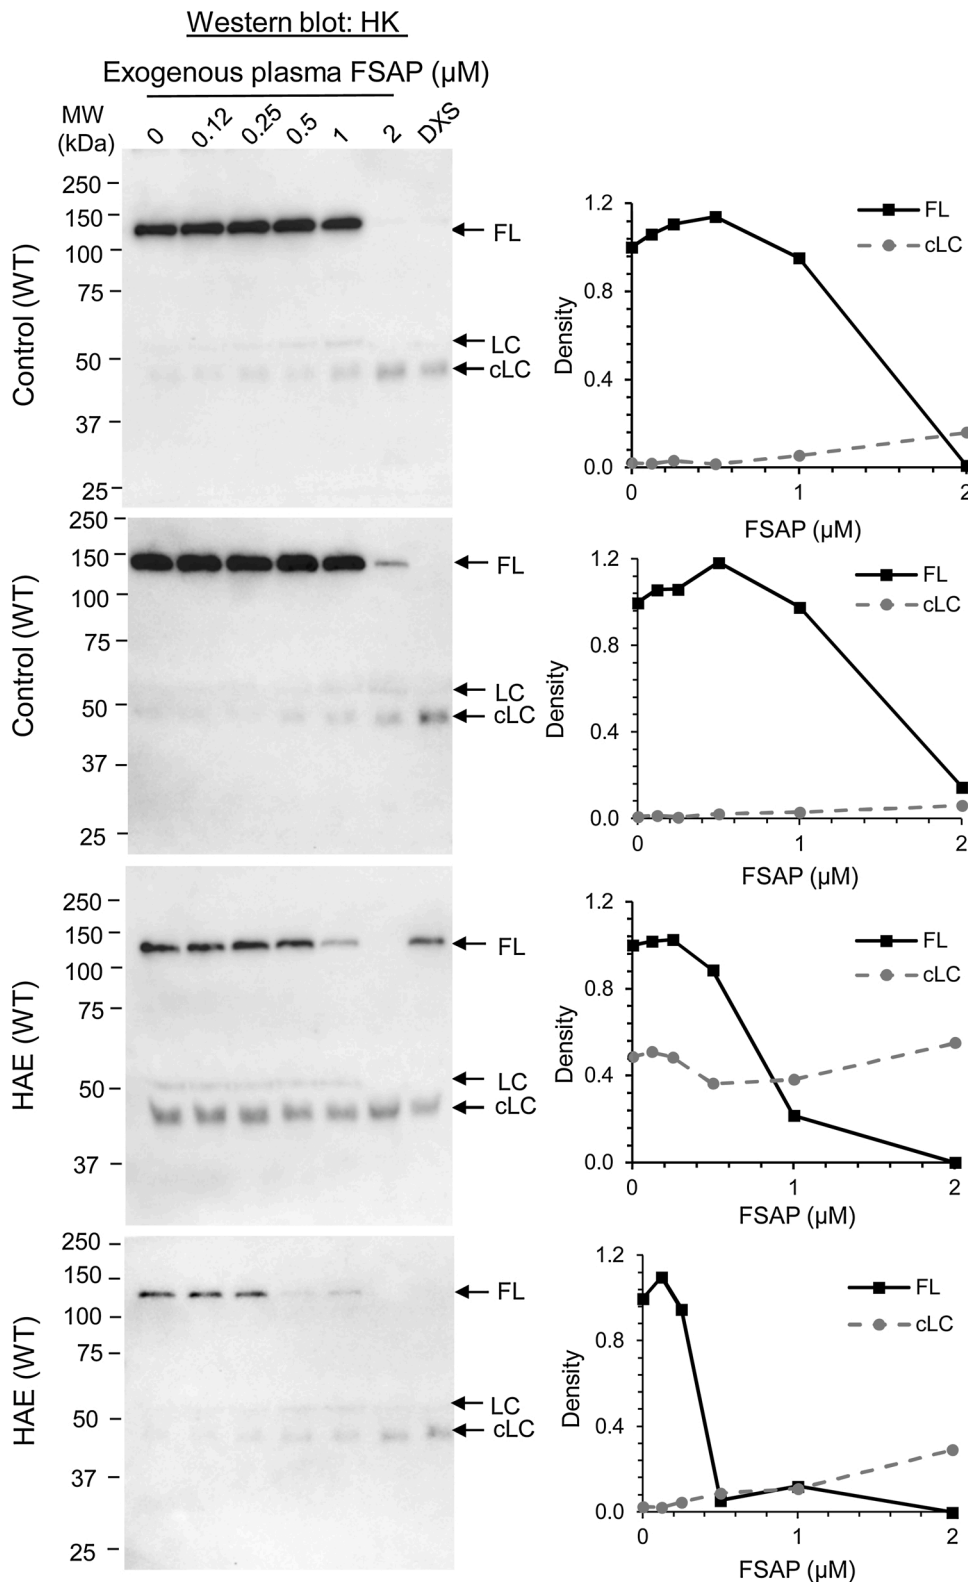 Western blot: HK
Exogenous plasma FSAP (µM)
MW
(kDa)
0 0.12 0.25 0.5 1 2 DXS
Control (WT)
250
150
100
75
50
37
25
FL
LC
cLC
1.2
0.8
0.4
0.0
Density
FL
cLC
0 1 2
FSAP (µM)
Control (WT)
250
150
100
75
50
37
25
FL
LC
cLC
1.2
0.8
0.4
0.0
Density
FL
cLC
0 1 2
FSAP (µM)
HAE (WT)
250
150
100
75
50
37
FL
LC
cLC
1.2
0.8
0.4
0.0
Density
FL
cLC
0 1 2
FSAP (µM)
HAE (WT)
250
150
100
75
50
37
25
FL
LC
cLC
1.2
0.8
0.4
0.0
Density
FL
cLC
0 1 2
FSAP (µM)